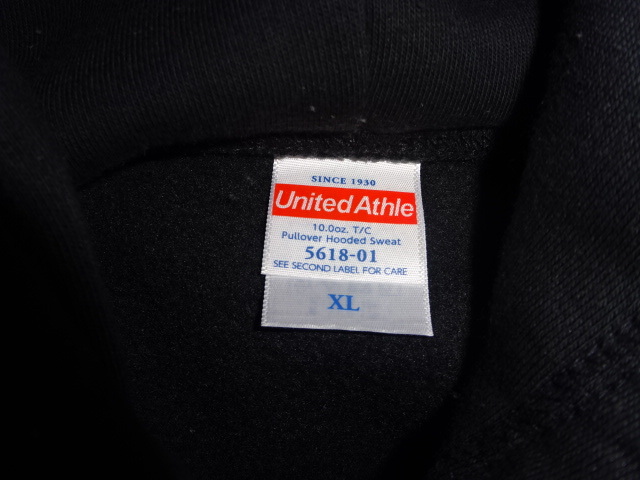 SINCE 1930
United Athle
10.0oz. T/C
Pullover Hooded Sweat
5618-01
SEE SECOND LABEL FOR CARE
XL